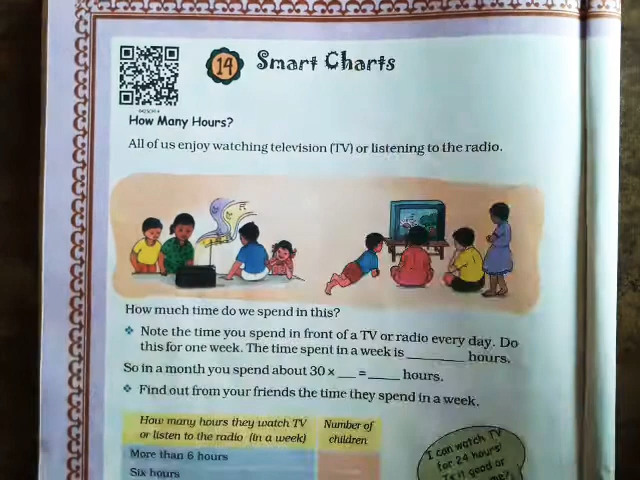 14 Smart Charts
How Many Hours?
All of us enjoy watching television (TV) or listening to the radio.
How much time do we spend in this?
❖ Note the time you spend in front of a TV or radio every day. Do
this for one week. The time spent in a week is ________ hours.
So in a month you spend about 30 × ___ = _____ hours.
❖ Find out from your friends the time they spend in a week.
How many hours they watch TV
or listen to the radio (in a week)
Number of
children
More than 6 hours
Six hours
I can watch TV
for 24 hours!
Is it good or